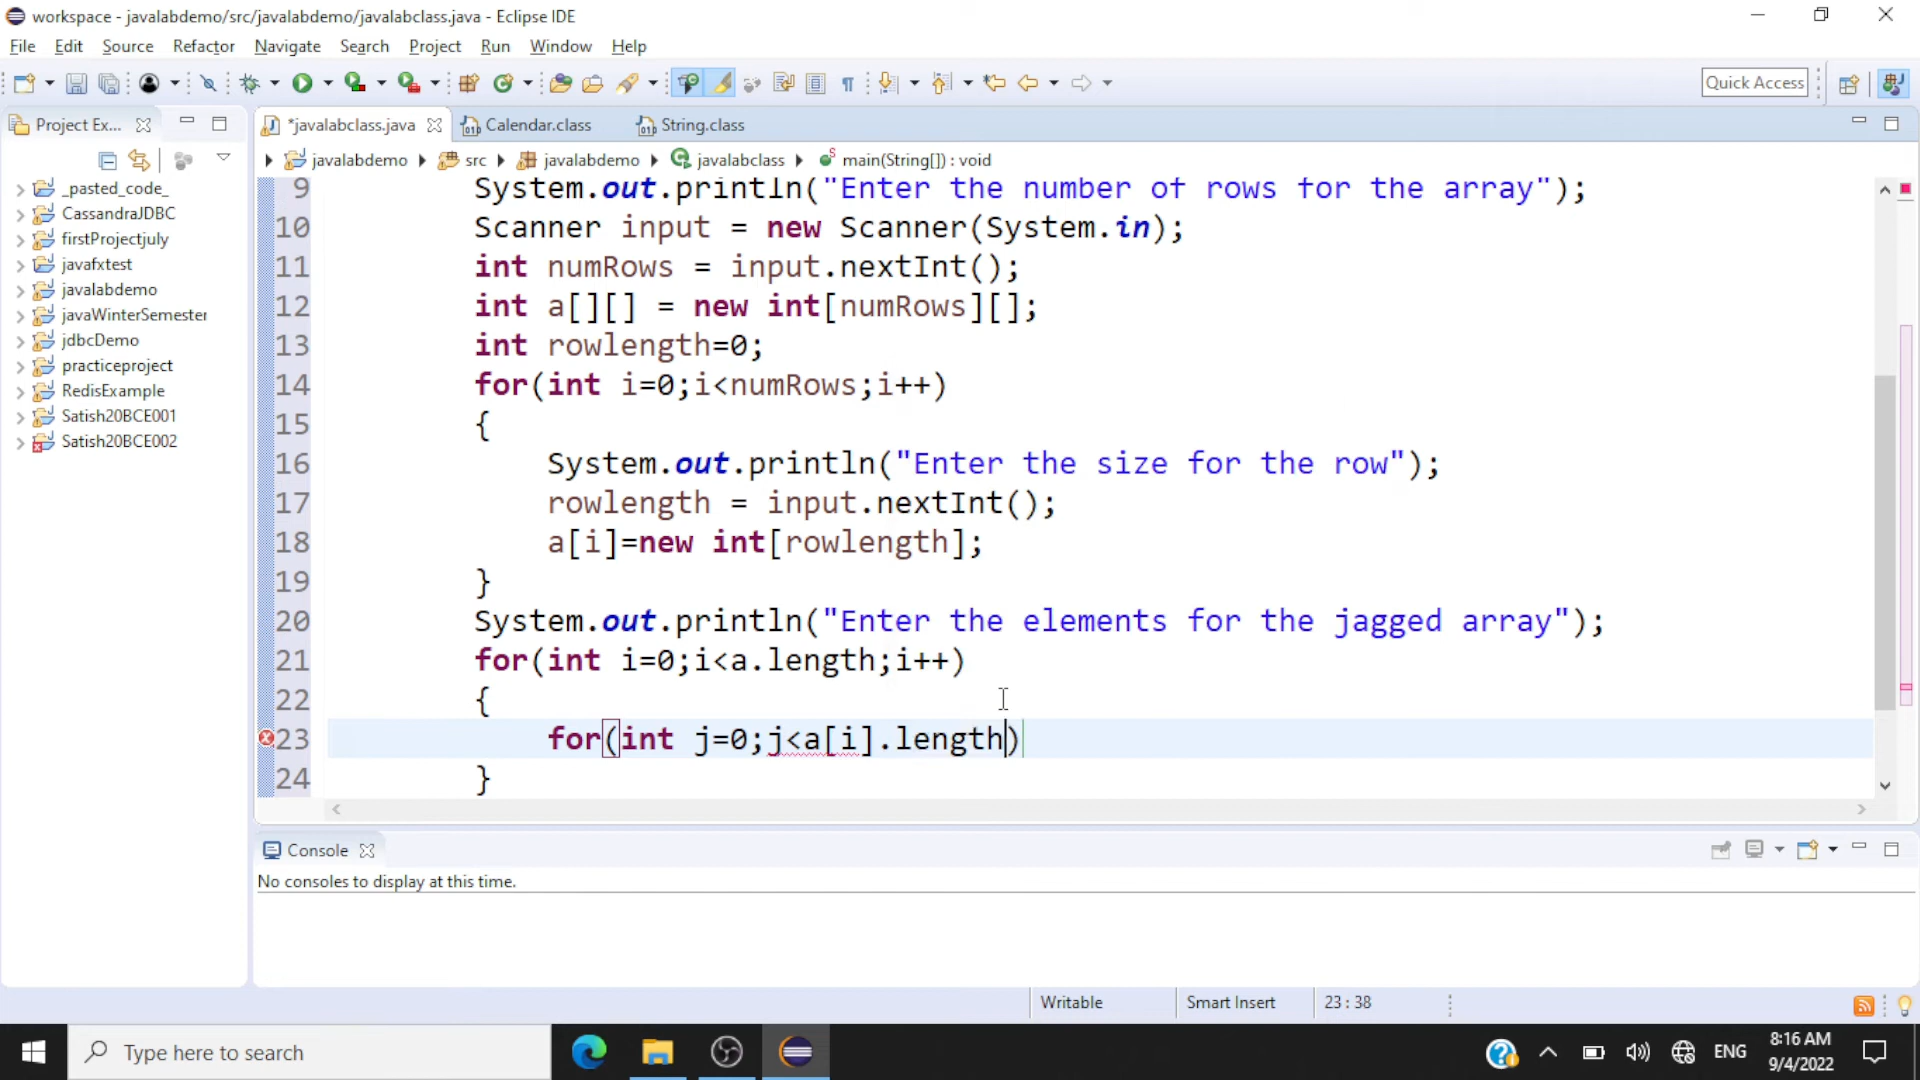 workspace - javalabdemo/src/javalabdemo/javalabclass.java - Eclipse IDE
File Edit Source Refactor Navigate Search Project Run Window Help
Quick Access
Project Ex...
*javalabclass.java Calendar.class String.class
javalabdemo src javalabdemo javalabclass main(String[]) : void
_pasted_code_
CassandraJDBC
firstProjectjuly
javafxtest
javalabdemo
javaWinterSemester
jdbcDemo
practiceproject
RedisExample
Satish20BCE001
Satish20BCE002
9 System.out.println("Enter the number of rows for the array");
10 Scanner input = new Scanner(System.in);
11 int numRows = input.nextInt();
12 int a[][] = new int[numRows][];
13 int rowlength=0;
14 for(int i=0;i<numRows;i++)
15 {
16 System.out.println("Enter the size for the row");
17 rowlength = input.nextInt();
18 a[i]=new int[rowlength];
19 }
20 System.out.println("Enter the elements for the jagged array");
21 for(int i=0;i<a.length;i++)
22 {
23 for(int j=0;j<a[i].length)
24 }
Console
No consoles to display at this time.
Writable Smart Insert 23 : 38
Type here to search
ENG
8:16 AM
9/4/2022